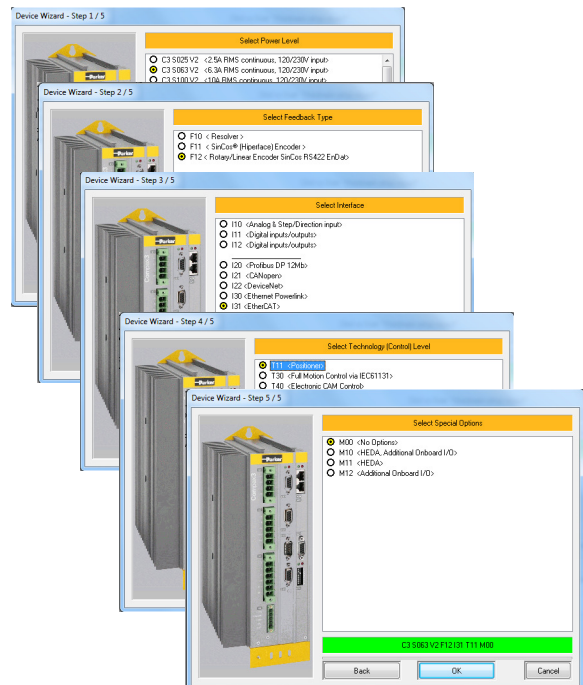 Device Wizard - Step 1 / 5
Select Power Level
C3 S025 V2 <2.5A RMS continuous, 120/230V input>
C3 S063 V2 <6.3A RMS continuous, 120/230V input>
C3 S100 V2 <10A RMS continuous, 120/230V input>
Parker
Device Wizard - Step 2 / 5
Select Feedback Type
F10 < Resolver >
F11 < SinCos® (Hiperface) Encoder >
F12 < Rotary/Linear Encoder SinCos RS422 EnDat>
Parker
Device Wizard - Step 3 / 5
Select Interface
I10 <Analog & Step/Direction input>
I11 <Digital inputs/outputs>
I12 <Digital inputs/outputs>
I20 <Profibus DP 12Mb>
I21 <CANopen>
I22 <DeviceNet>
I30 <Ethernet Powerlink>
I31 <EtherCAT>
Parker
Device Wizard - Step 4 / 5
Select Technology (Control) Level
T11 <Positioner>
T30 <Full Motion Control via IEC61131>
T40 <Electronic CAM Control>
Parker
Device Wizard - Step 5 / 5
Select Special Options
M00 <No Options>
M10 <HEDA, Additional Onboard I/O>
M11 <HEDA>
M12 <Additional Onboard I/O>
Parker
C3 S063 V2 F12 I31 T11 M00
Back
OK
Cancel